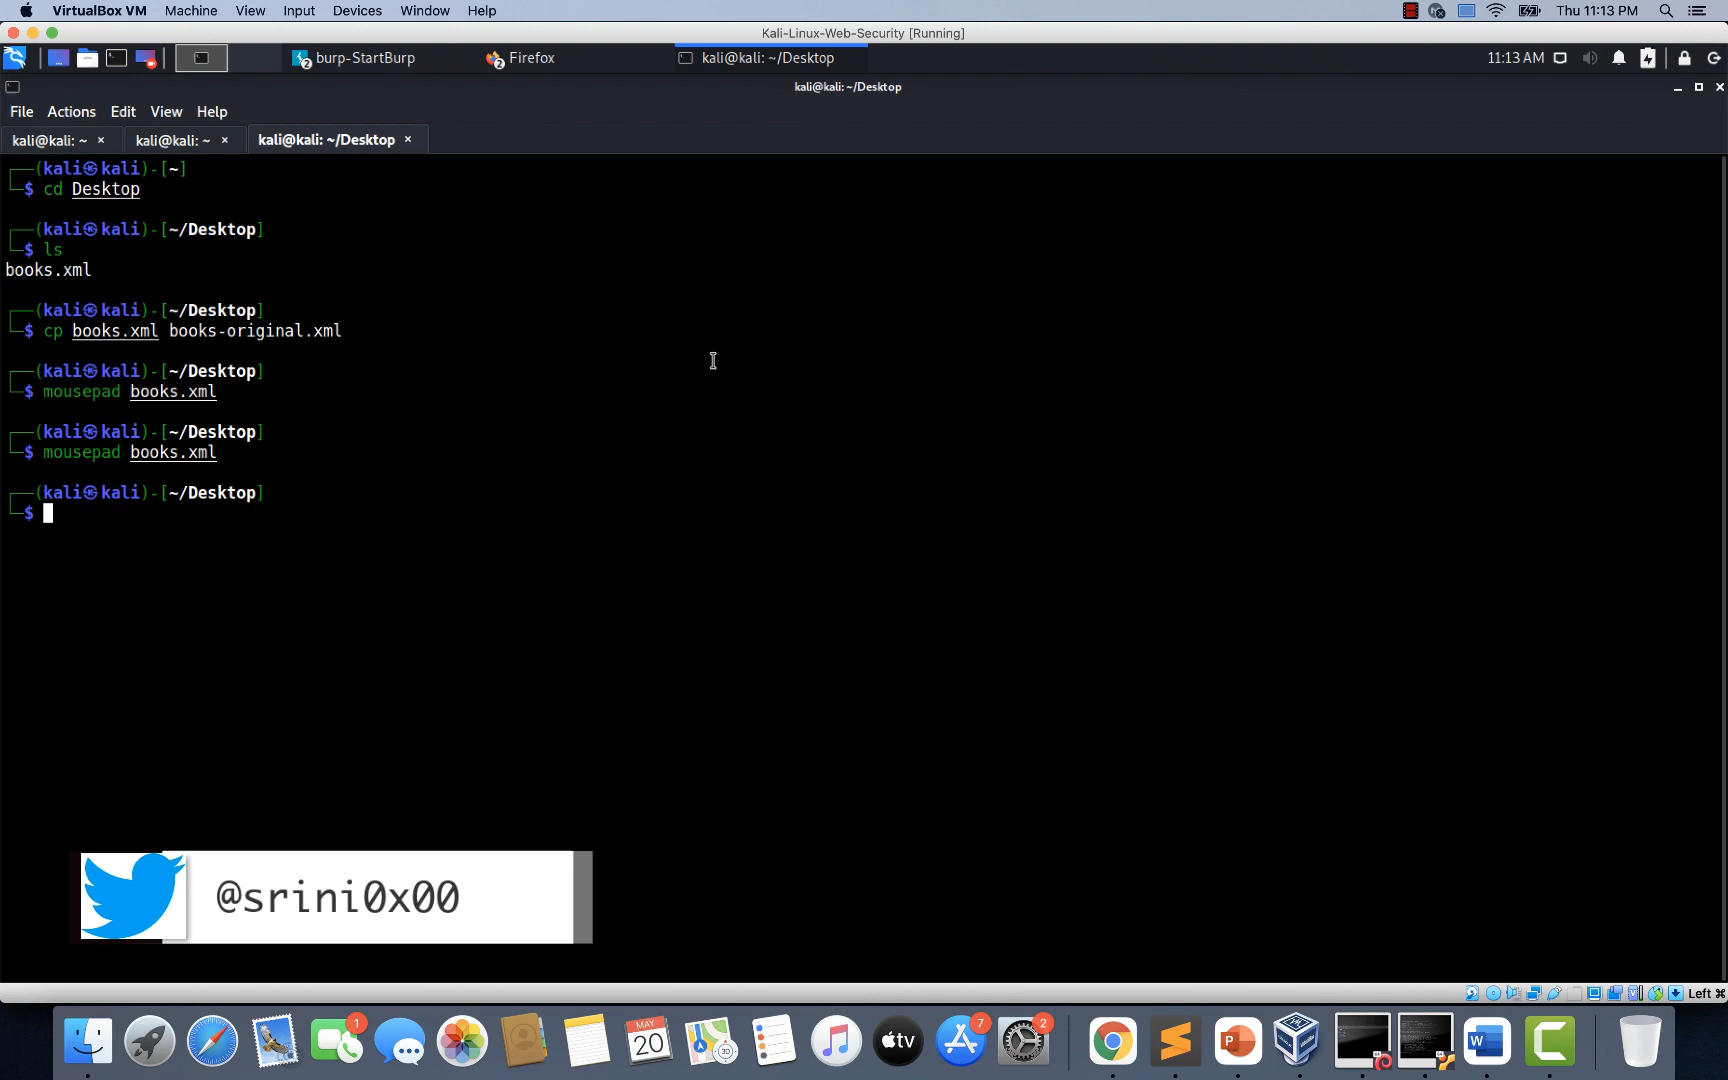 VirtualBox VM Machine View Input Devices Window Help Thu 11:13 PM
Kali-Linux-Web-Security [Running]
burp-StartBurp Firefox kali@kali: ~/Desktop 11:13 AM
kali@kali: ~/Desktop
File Actions Edit View Help
kali@kali: ~ × kali@kali: ~ × kali@kali: ~/Desktop ×
┌──(kali㉿kali)-[~]
└─$ cd Desktop
┌──(kali㉿kali)-[~/Desktop]
└─$ ls
books.xml
┌──(kali㉿kali)-[~/Desktop]
└─$ cp books.xml books-original.xml
┌──(kali㉿kali)-[~/Desktop]
└─$ mousepad books.xml
┌──(kali㉿kali)-[~/Desktop]
└─$ mousepad books.xml
┌──(kali㉿kali)-[~/Desktop]
└─$
@srini0x00
Left ⌘
1 MAY 20 tv 7 2 P W